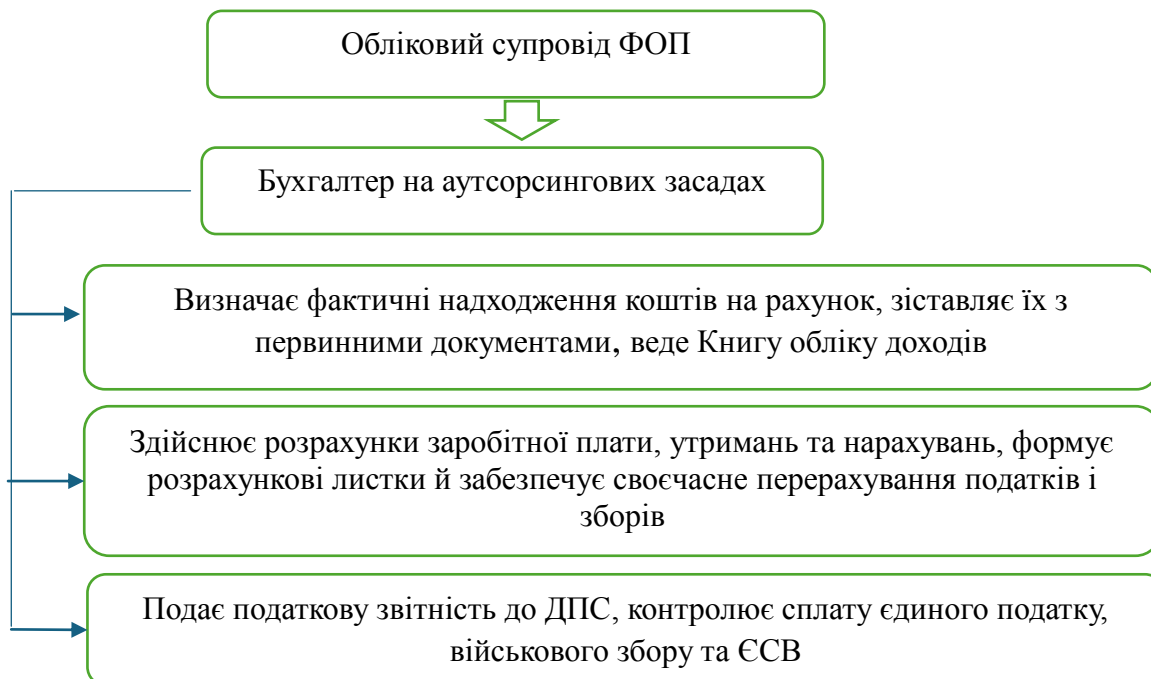 Обліковий супровід ФОП
Бухгалтер на аутсорсингових засадах
Визначає фактичні надходження коштів на рахунок, зіставляє їх з
первинними документами, веде Книгу обліку доходів
Здійснює розрахунки заробітної плати, утримань та нарахувань, формує
розрахункові листки й забезпечує своєчасне перерахування податків і
зборів
Подає податкову звітність до ДПС, контролює сплату єдиного податку,
військового збору та ЄСВ